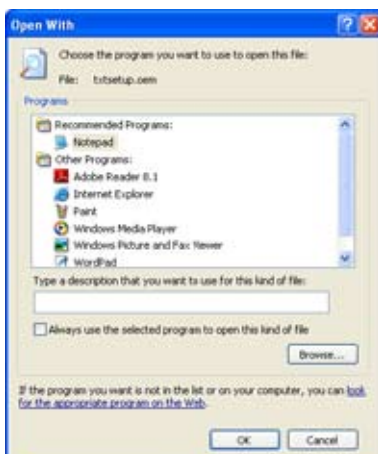 Open With
Choose the program you want to use to open this file:
File: txtsetup.oem
Programs
Recommended Programs:
Notepad
Other Programs:
Adobe Reader 8.1
Internet Explorer
Paint
Windows Media Player
Windows Picture and Fax Viewer
WordPad
Type a description that you want to use for this kind of file:
Always use the selected program to open this kind of file
Browse...
If the program you want is not in the list or on your computer, you can look
for the appropriate program on the Web.
OK Cancel